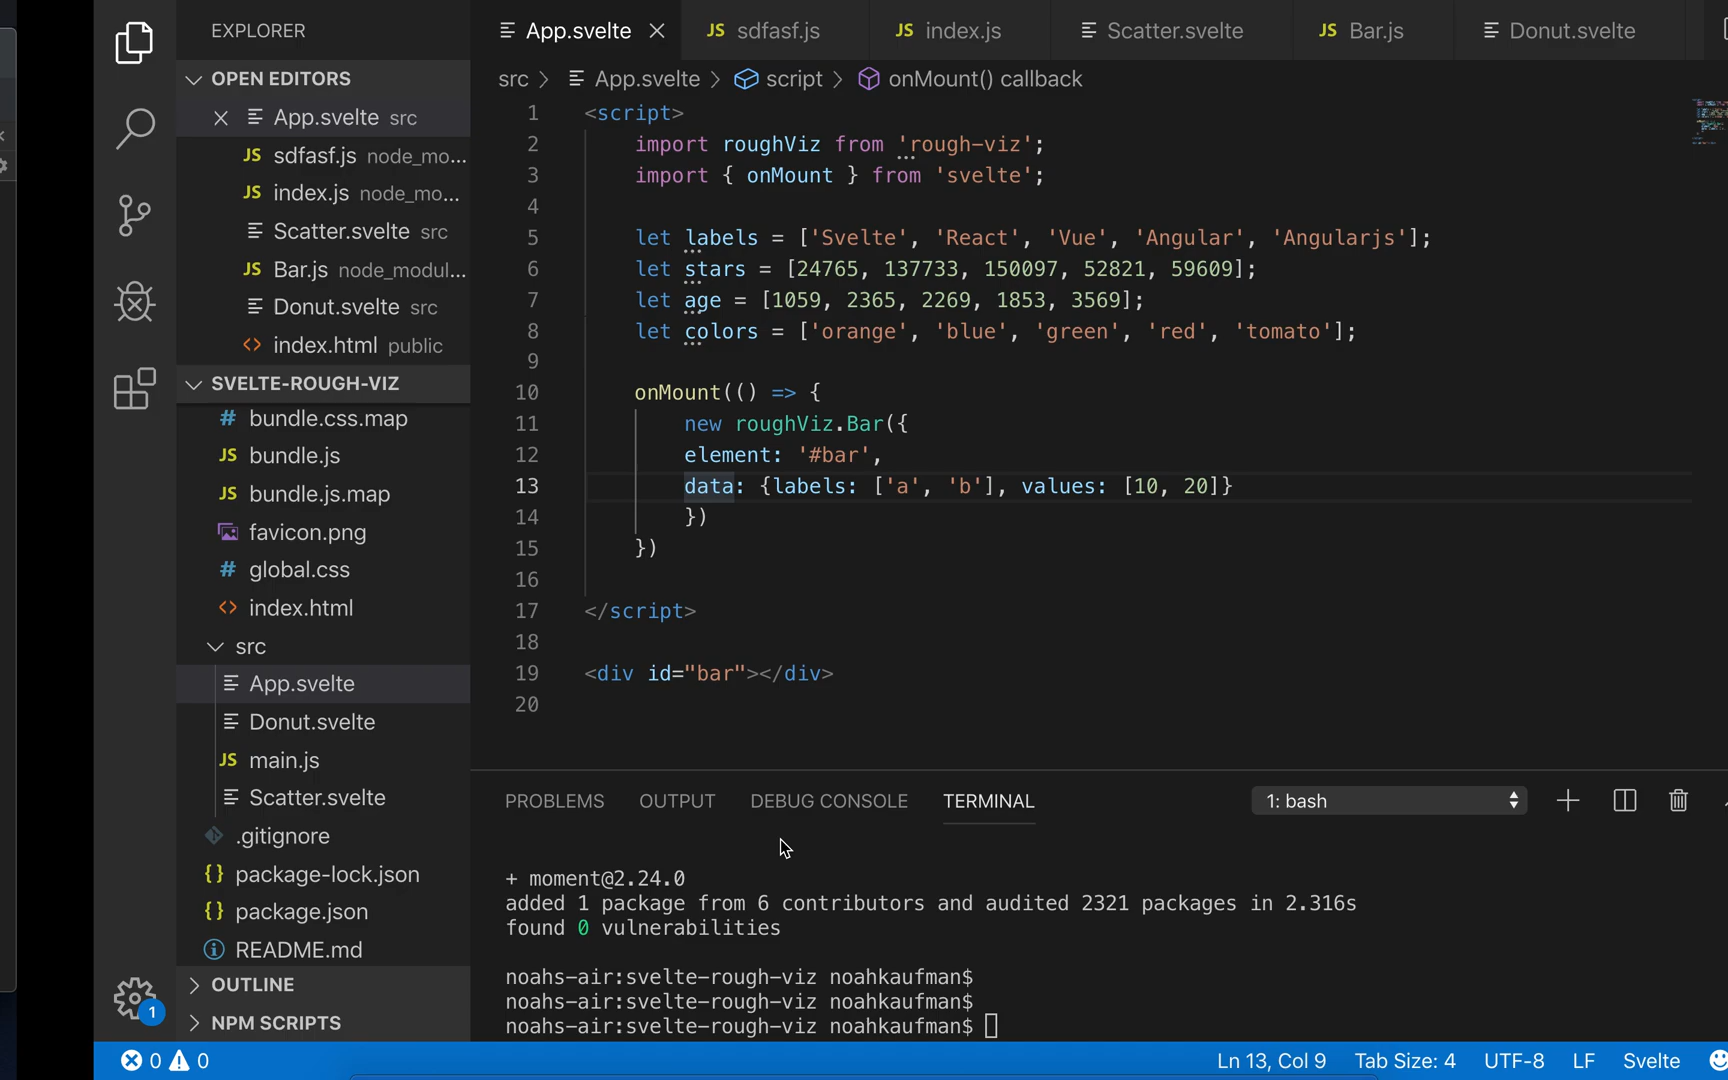 EXPLORER
OPEN EDITORS
App.svelte src
JS sdfasf.js node_mo...
JS index.js node_mo...
Scatter.svelte src
JS Bar.js node_modul...
Donut.svelte src
<> index.html public
SVELTE-ROUGH-VIZ
# bundle.css.map
JS bundle.js
JS bundle.js.map
favicon.png
# global.css
<> index.html
src
App.svelte
Donut.svelte
JS main.js
Scatter.svelte
.gitignore
{} package-lock.json
{} package.json
README.md
OUTLINE
NPM SCRIPTS
1
App.svelte
JS sdfasf.js
JS index.js
Scatter.svelte
JS Bar.js
Donut.svelte
src > App.svelte > script > onMount() callback
1 <script>
2 import roughViz from 'rough-viz';
3 import { onMount } from 'svelte';
4
5 let labels = ['Svelte', 'React', 'Vue', 'Angular', 'Angularjs'];
6 let stars = [24765, 137733, 150097, 52821, 59609];
7 let age = [1059, 2365, 2269, 1853, 3569];
8 let colors = ['orange', 'blue', 'green', 'red', 'tomato'];
9
10 onMount(() => {
11 new roughViz.Bar({
12 element: '#bar',
13 data: {labels: ['a', 'b'], values: [10, 20]}
14 })
15 })
16
17 </script>
18
19 <div id="bar"></div>
20
PROBLEMS OUTPUT DEBUG CONSOLE TERMINAL 1: bash
+ moment@2.24.0
added 1 package from 6 contributors and audited 2321 packages in 2.316s
found 0 vulnerabilities
noahs-air:svelte-rough-viz noahkaufman$
noahs-air:svelte-rough-viz noahkaufman$
noahs-air:svelte-rough-viz noahkaufman$
0 0 Ln 13, Col 9 Tab Size: 4 UTF-8 LF Svelte